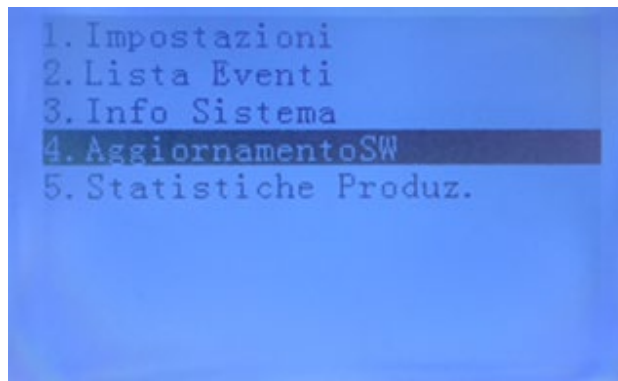 1. Impostazioni
2. Lista Eventi
3. Info Sistema
4. AggiornamentoSW
5. Statistiche Produz.